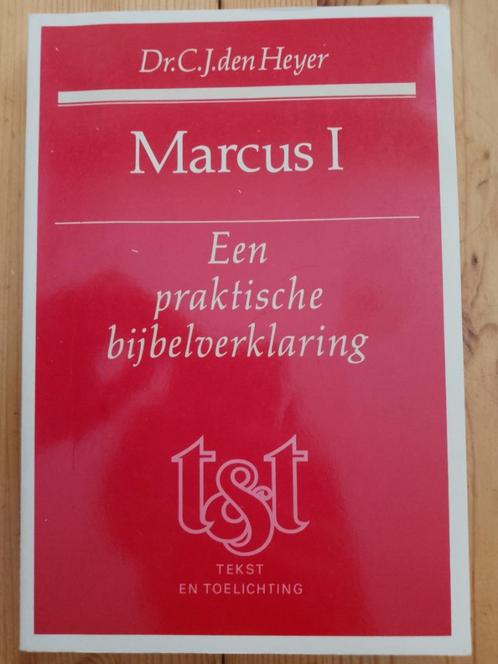 Dr. C. J. den Heyer
Marcus I
Een
praktische
bijbelverklaring
t&t
TEKST
EN TOELICHTING